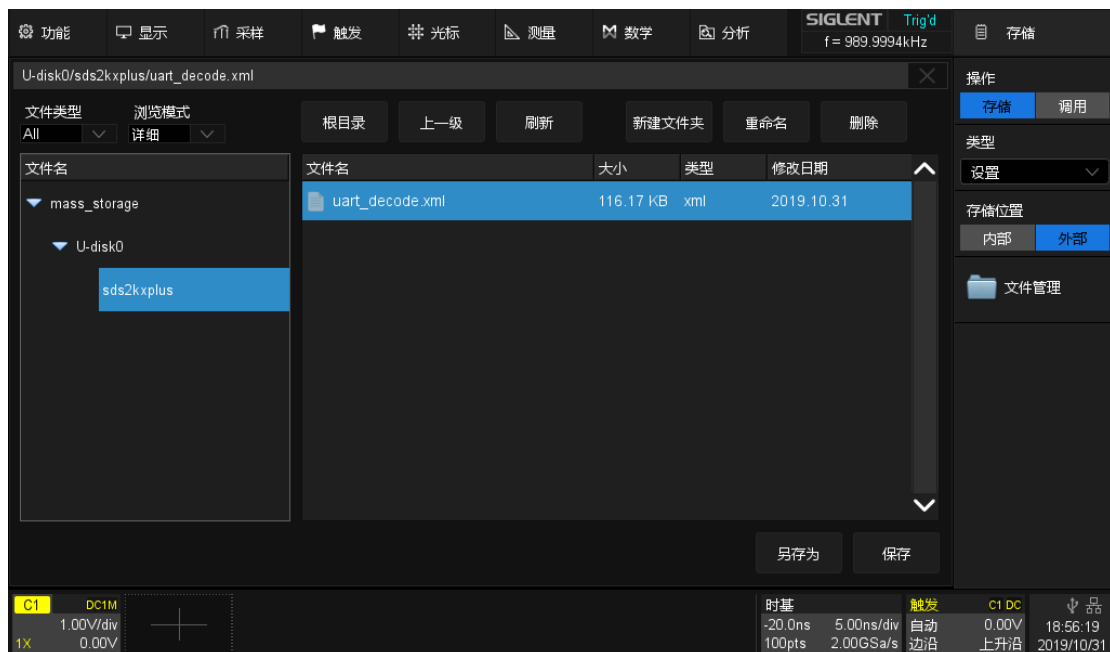 功能 显示 采样 触发 光标 测量 数学 分析 SIGLENT Trig'd 存储
f = 989.9994kHz
U-disk0/sds2kxplus/uart_decode.xml
操作
存储 调用
文件类型 浏览模式
All 详细
根目录 上一级 刷新 新建文件夹 重命名 删除
类型
设置
文件名
文件名 大小 类型 修改日期
mass_storage
uart_decode.xml 116.17 KB xml 2019.10.31
U-disk0
sds2kxplus
存储位置
内部 外部
文件管理
另存为 保存
C1 DC1M
1.00V/div
1X 0.00V
时基
-20.0ns 5.00ns/div
100pts 2.00GSa/s
触发 C1 DC
自动 0.00V
边沿 上升沿
18:56:19
2019/10/31